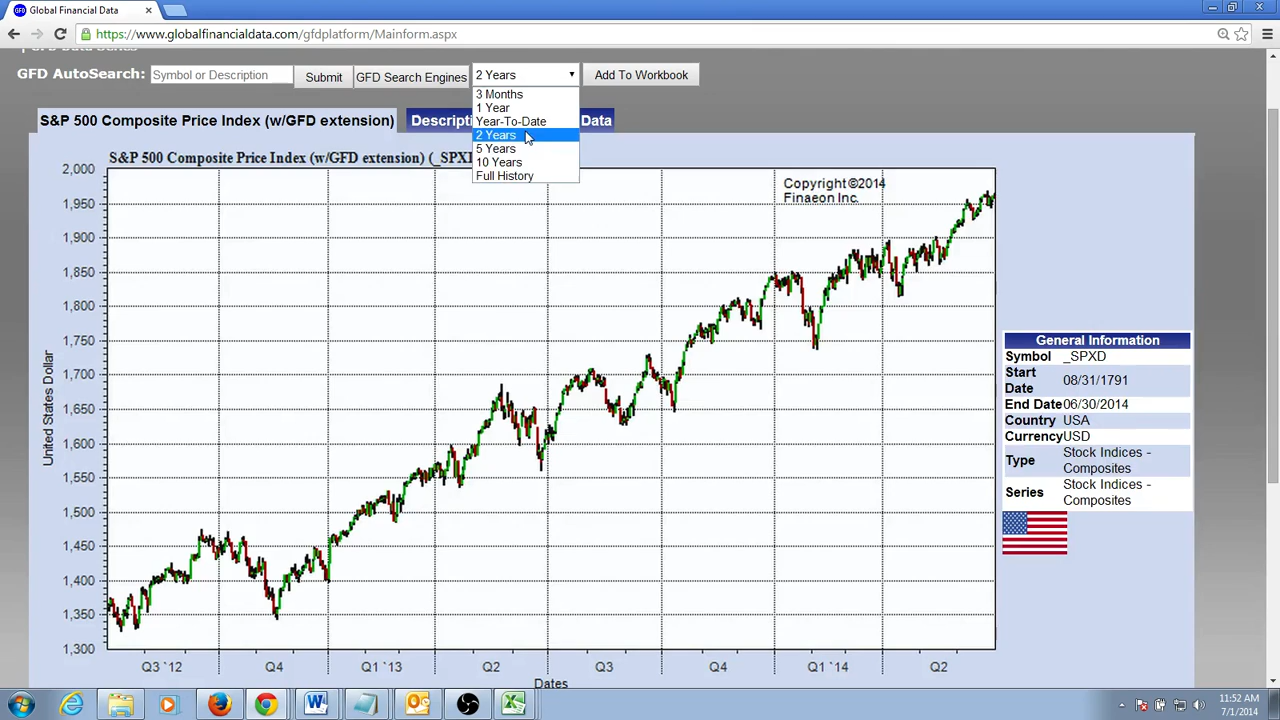 Global Financial Data
https://www.globalfinancialdata.com/gfdplatform/Mainform.aspx
GFD AutoSearch:
Symbol or Description
Submit
GFD Search Engines
2 Years
Add To Workbook
3 Months
1 Year
Year-To-Date
2 Years
5 Years
10 Years
Full History
S&P 500 Composite Price Index (w/GFD extension)
Data
S&P 500 Composite Price Index (w/GFD extension)
Copyright ©2014
Finaeon Inc.
2,000
1,950
1,900
1,850
1,800
1,750
1,700
1,650
1,600
1,550
1,500
1,450
1,400
1,350
1,300
United States Dollar
Q3 `12
Q4
Q1 `13
Q2
Q3
Q4
Q1 `14
Q2
Dates
General Information
Symbol _SPXD
Start Date 08/31/1791
End Date 06/30/2014
Country USA
Currency USD
Type Stock Indices - Composites
Series Stock Indices - Composites
11:52 AM
7/1/2014